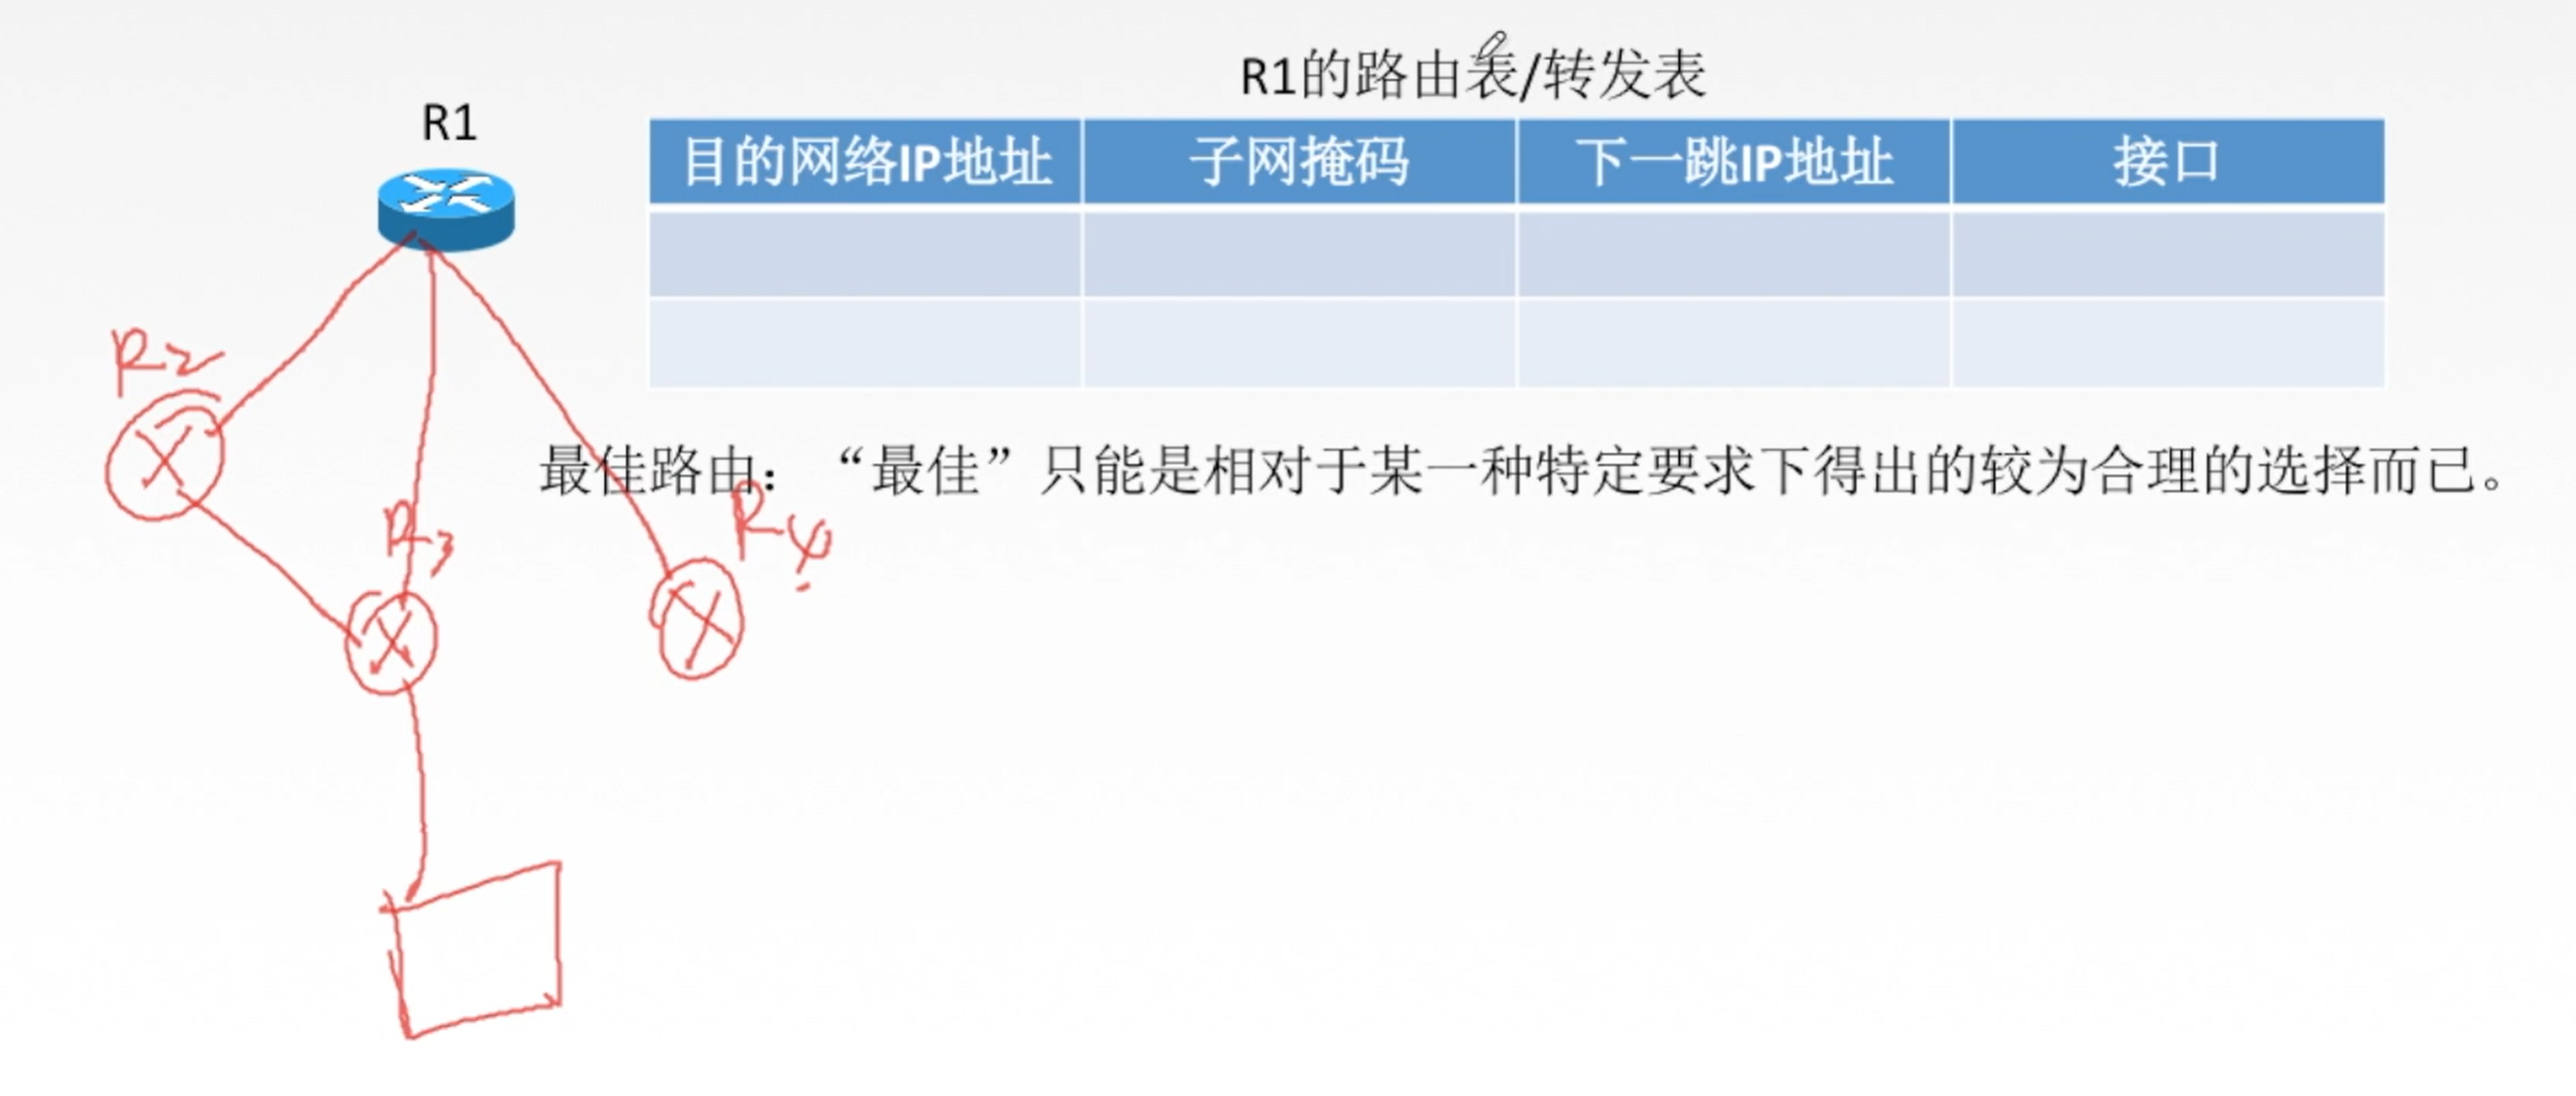 R1的路由表/转发表
R1
目的网络IP地址 子网掩码 下一跳IP地址 接口
R2
最佳路由：“最佳”只能是相对于某一种特定要求下得出的较为合理的选择而已。
R3
R4